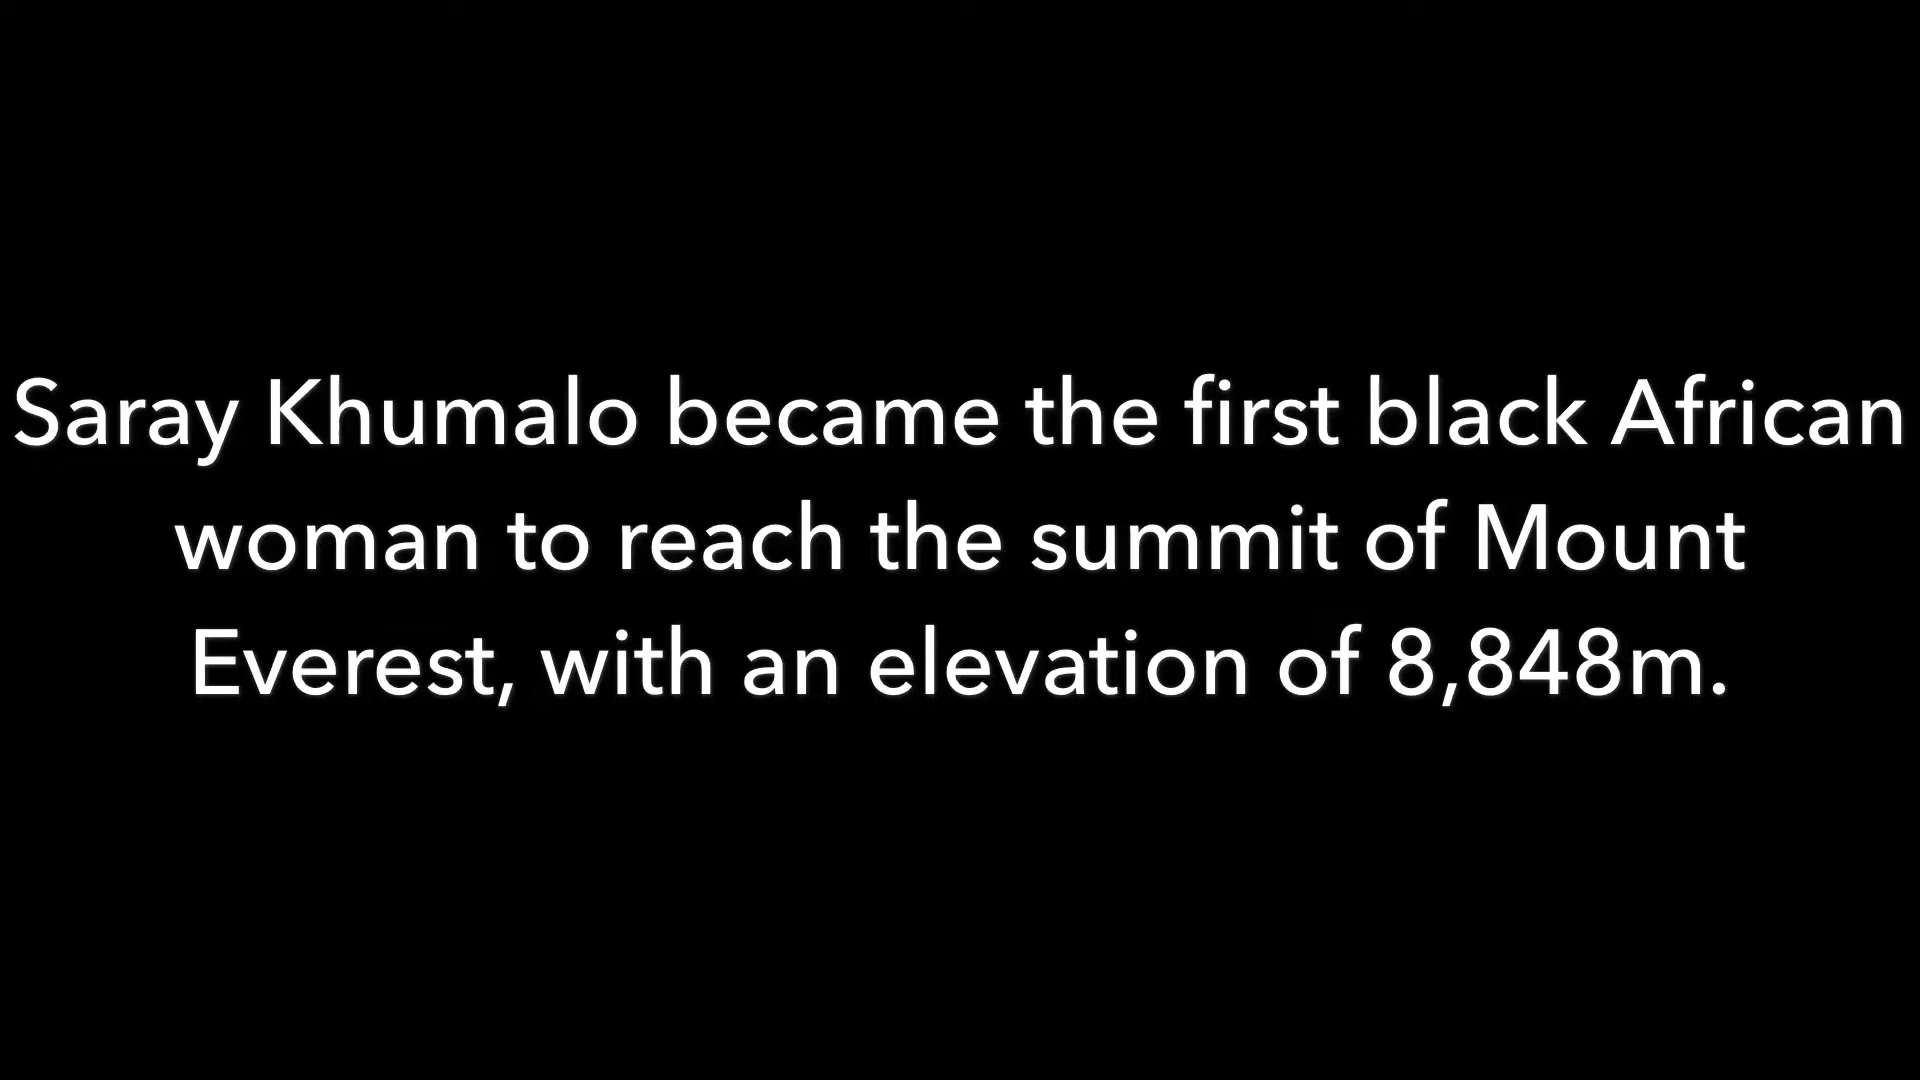 Saray Khumalo became the first black African
woman to reach the summit of Mount
Everest, with an elevation of 8,848m.